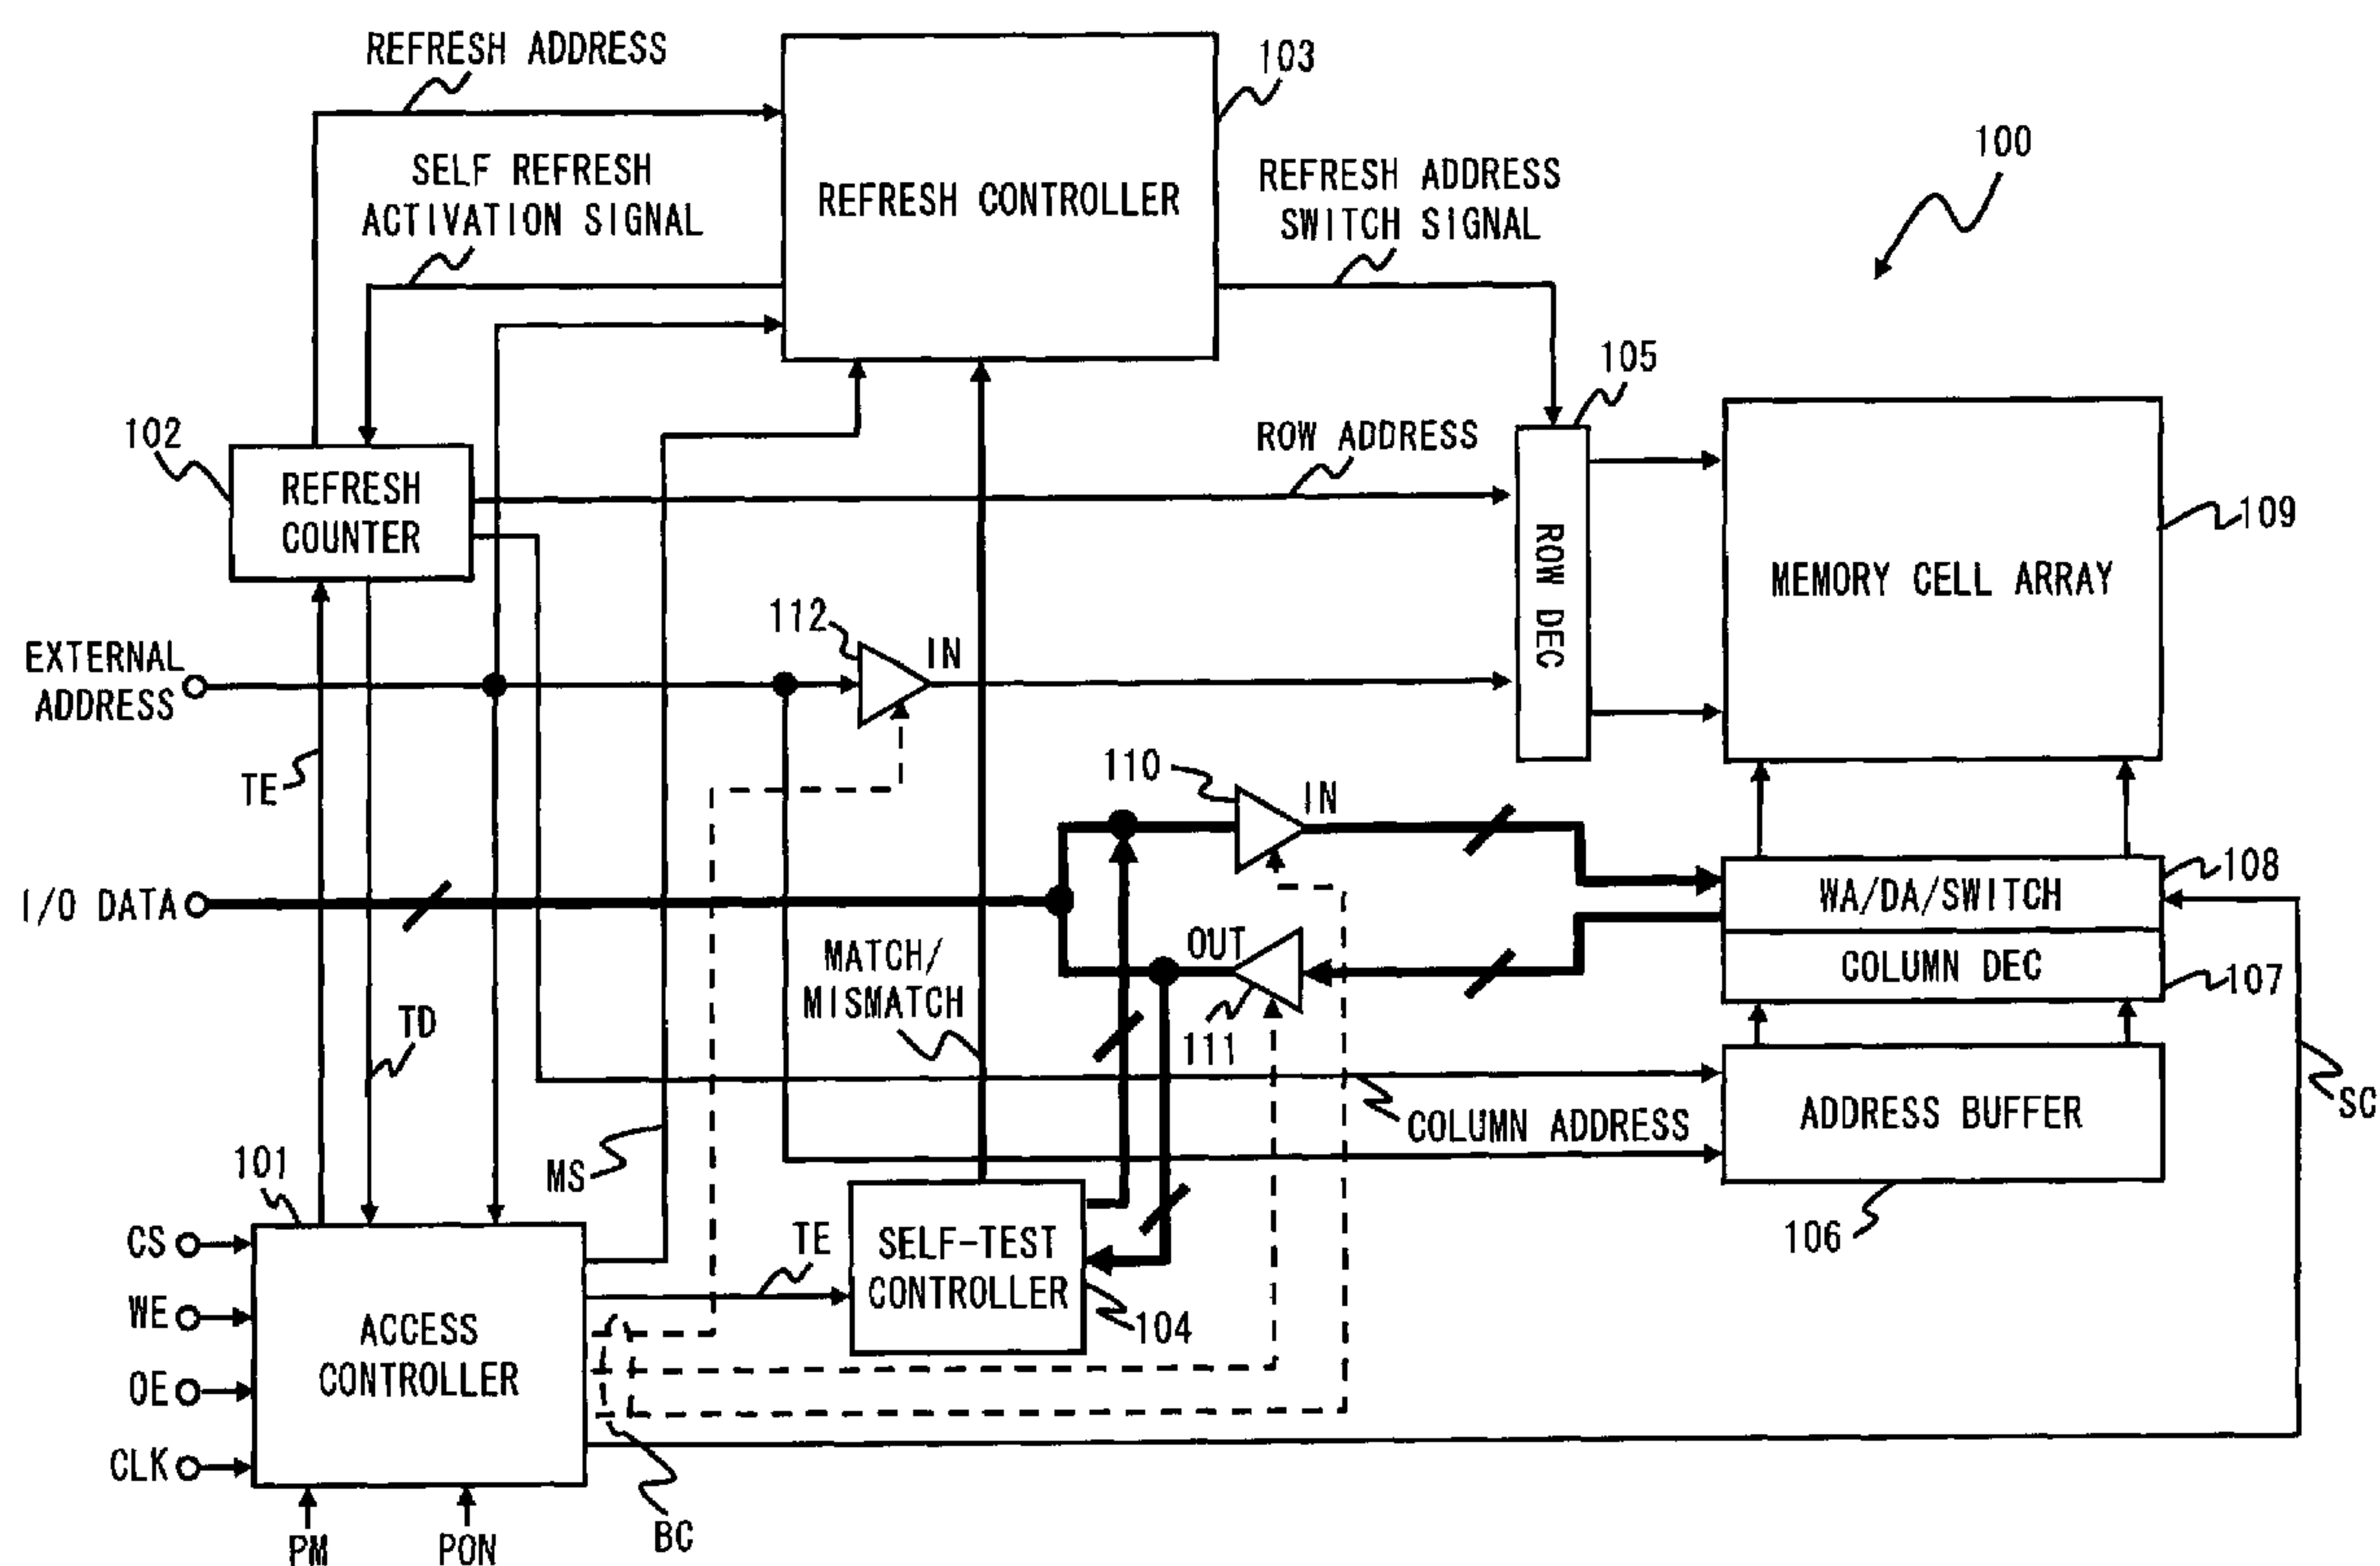 REFRESH ADDRESS
103
SELF REFRESH
ACTIVATION SIGNAL
REFRESH CONTROLLER
REFRESH ADDRESS
SWITCH SIGNAL
100
105
102
REFRESH
COUNTER
ROW ADDRESS
ROW DEC
MEMORY CELL ARRAY
109
112
IN
EXTERNAL
ADDRESS
TE
110
IN
I/O DATA
WA/DA/SWITCH
108
OUT
COLUMN DEC
107
MATCH/
MISMATCH
TD
111
COLUMN ADDRESS
ADDRESS BUFFER
SC
MS
101
106
CS
WE
OE
CLK
ACCESS
CONTROLLER
TE
SELF-TEST
CONTROLLER
104
PM
PON
BC